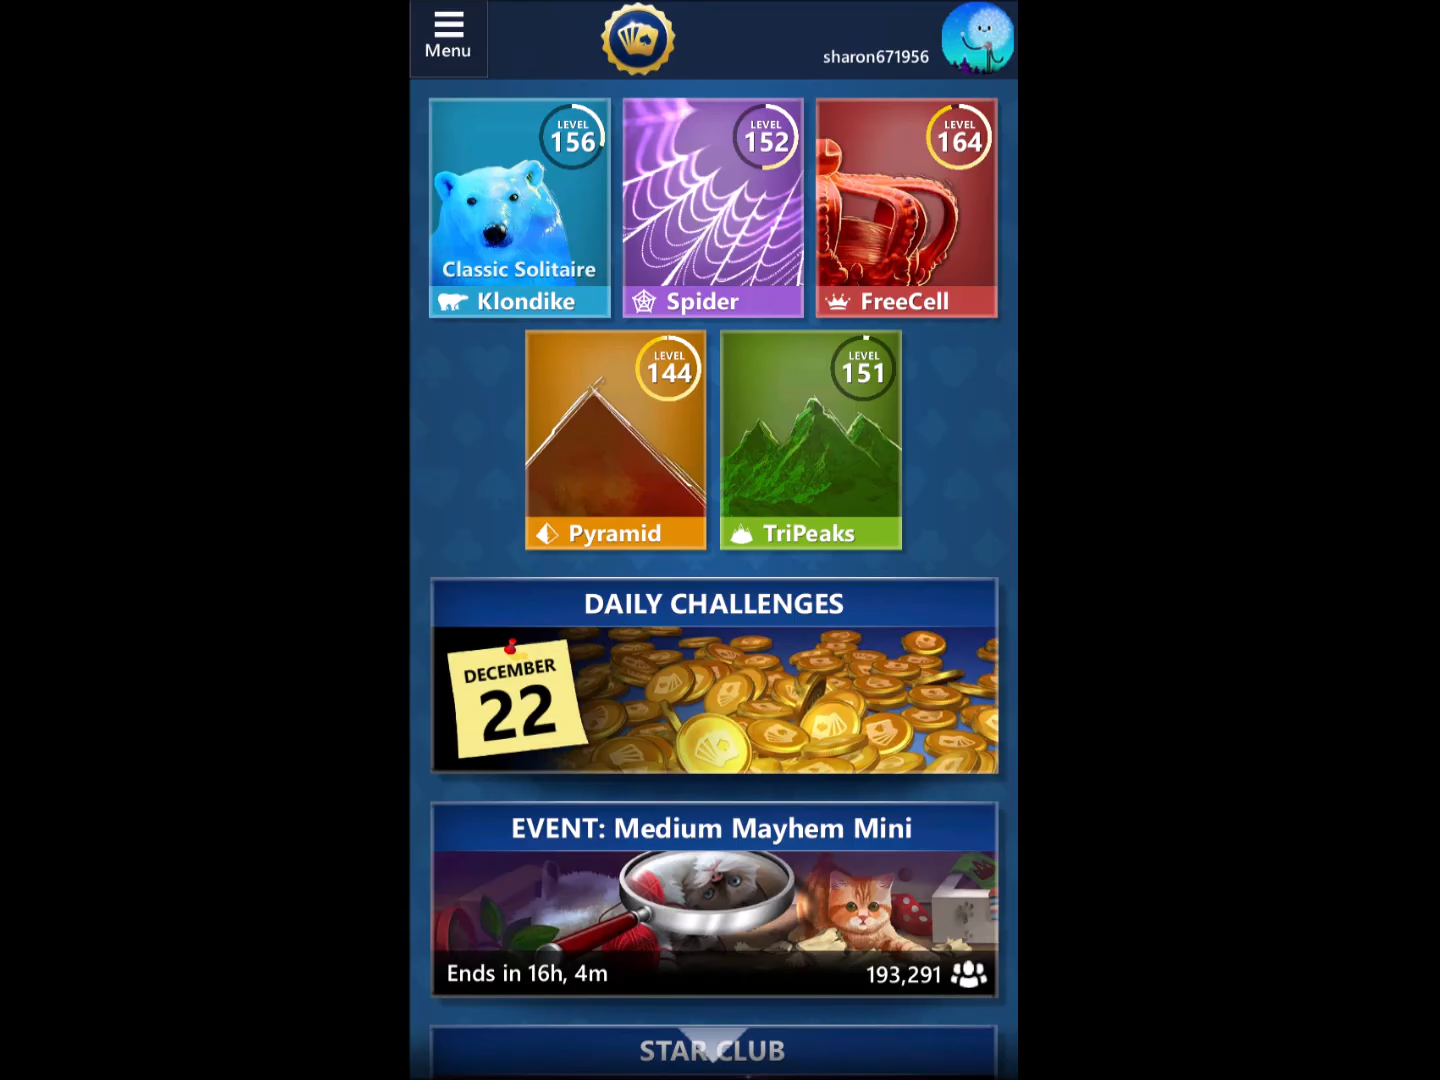 Menu
sharon671956
LEVEL
156
Classic Solitaire
Klondike
LEVEL
152
Spider
LEVEL
164
FreeCell
LEVEL
144
Pyramid
LEVEL
151
TriPeaks
DAILY CHALLENGES
DECEMBER
22
EVENT: Medium Mayhem Mini
Ends in 16h, 4m
193,291
STAR CLUB